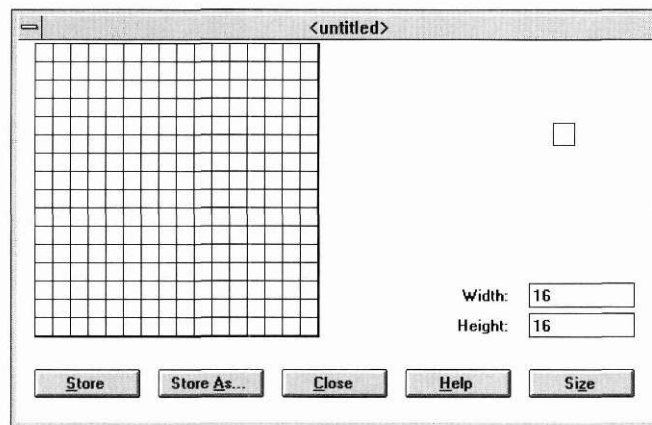 <untitled>
Width: 16
Height: 16
Store Store As... Close Help Size